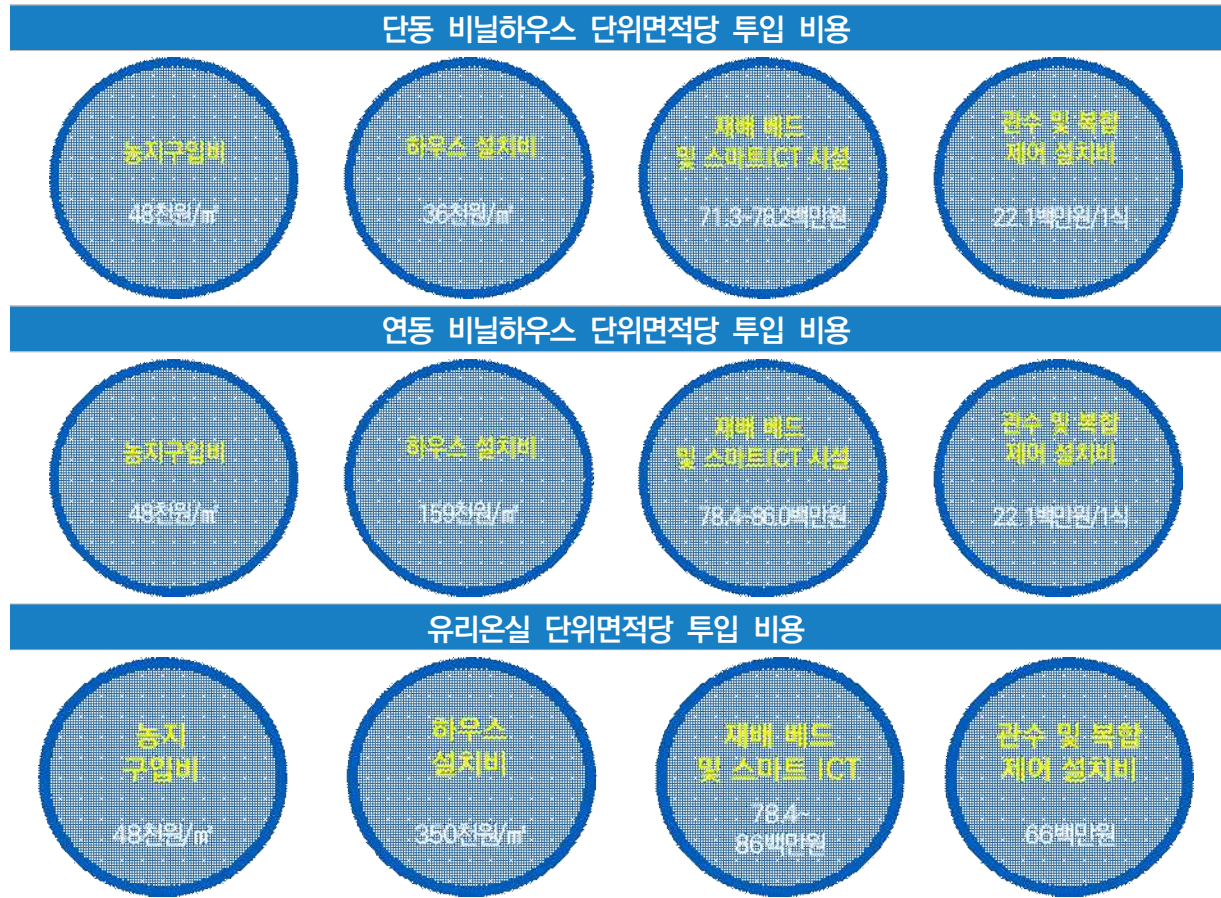 단동 비닐하우스 단위면적당 투입 비용
농지구입비
48천원/㎡
하우스 설치비
36천원/㎡
재배 베드
및 스마트ICT 시설
71.3~78.2백만원
관수 및 복합
제어 설치비
22.1백만원/1식
연동 비닐하우스 단위면적당 투입 비용
농지구입비
48천원/㎡
하우스 설치비
159천원/㎡
재배 베드
및 스마트ICT 시설
78.4~86.0백만원
관수 및 복합
제어 설치비
22.1백만원/1식
유리온실 단위면적당 투입 비용
농지
구입비
48천원/㎡
하우스
설치비
350천원/㎡
재배 베드
및 스마트 ICT
78.4~
86백만원
관수 및 복합
제어 설치비
66백만원